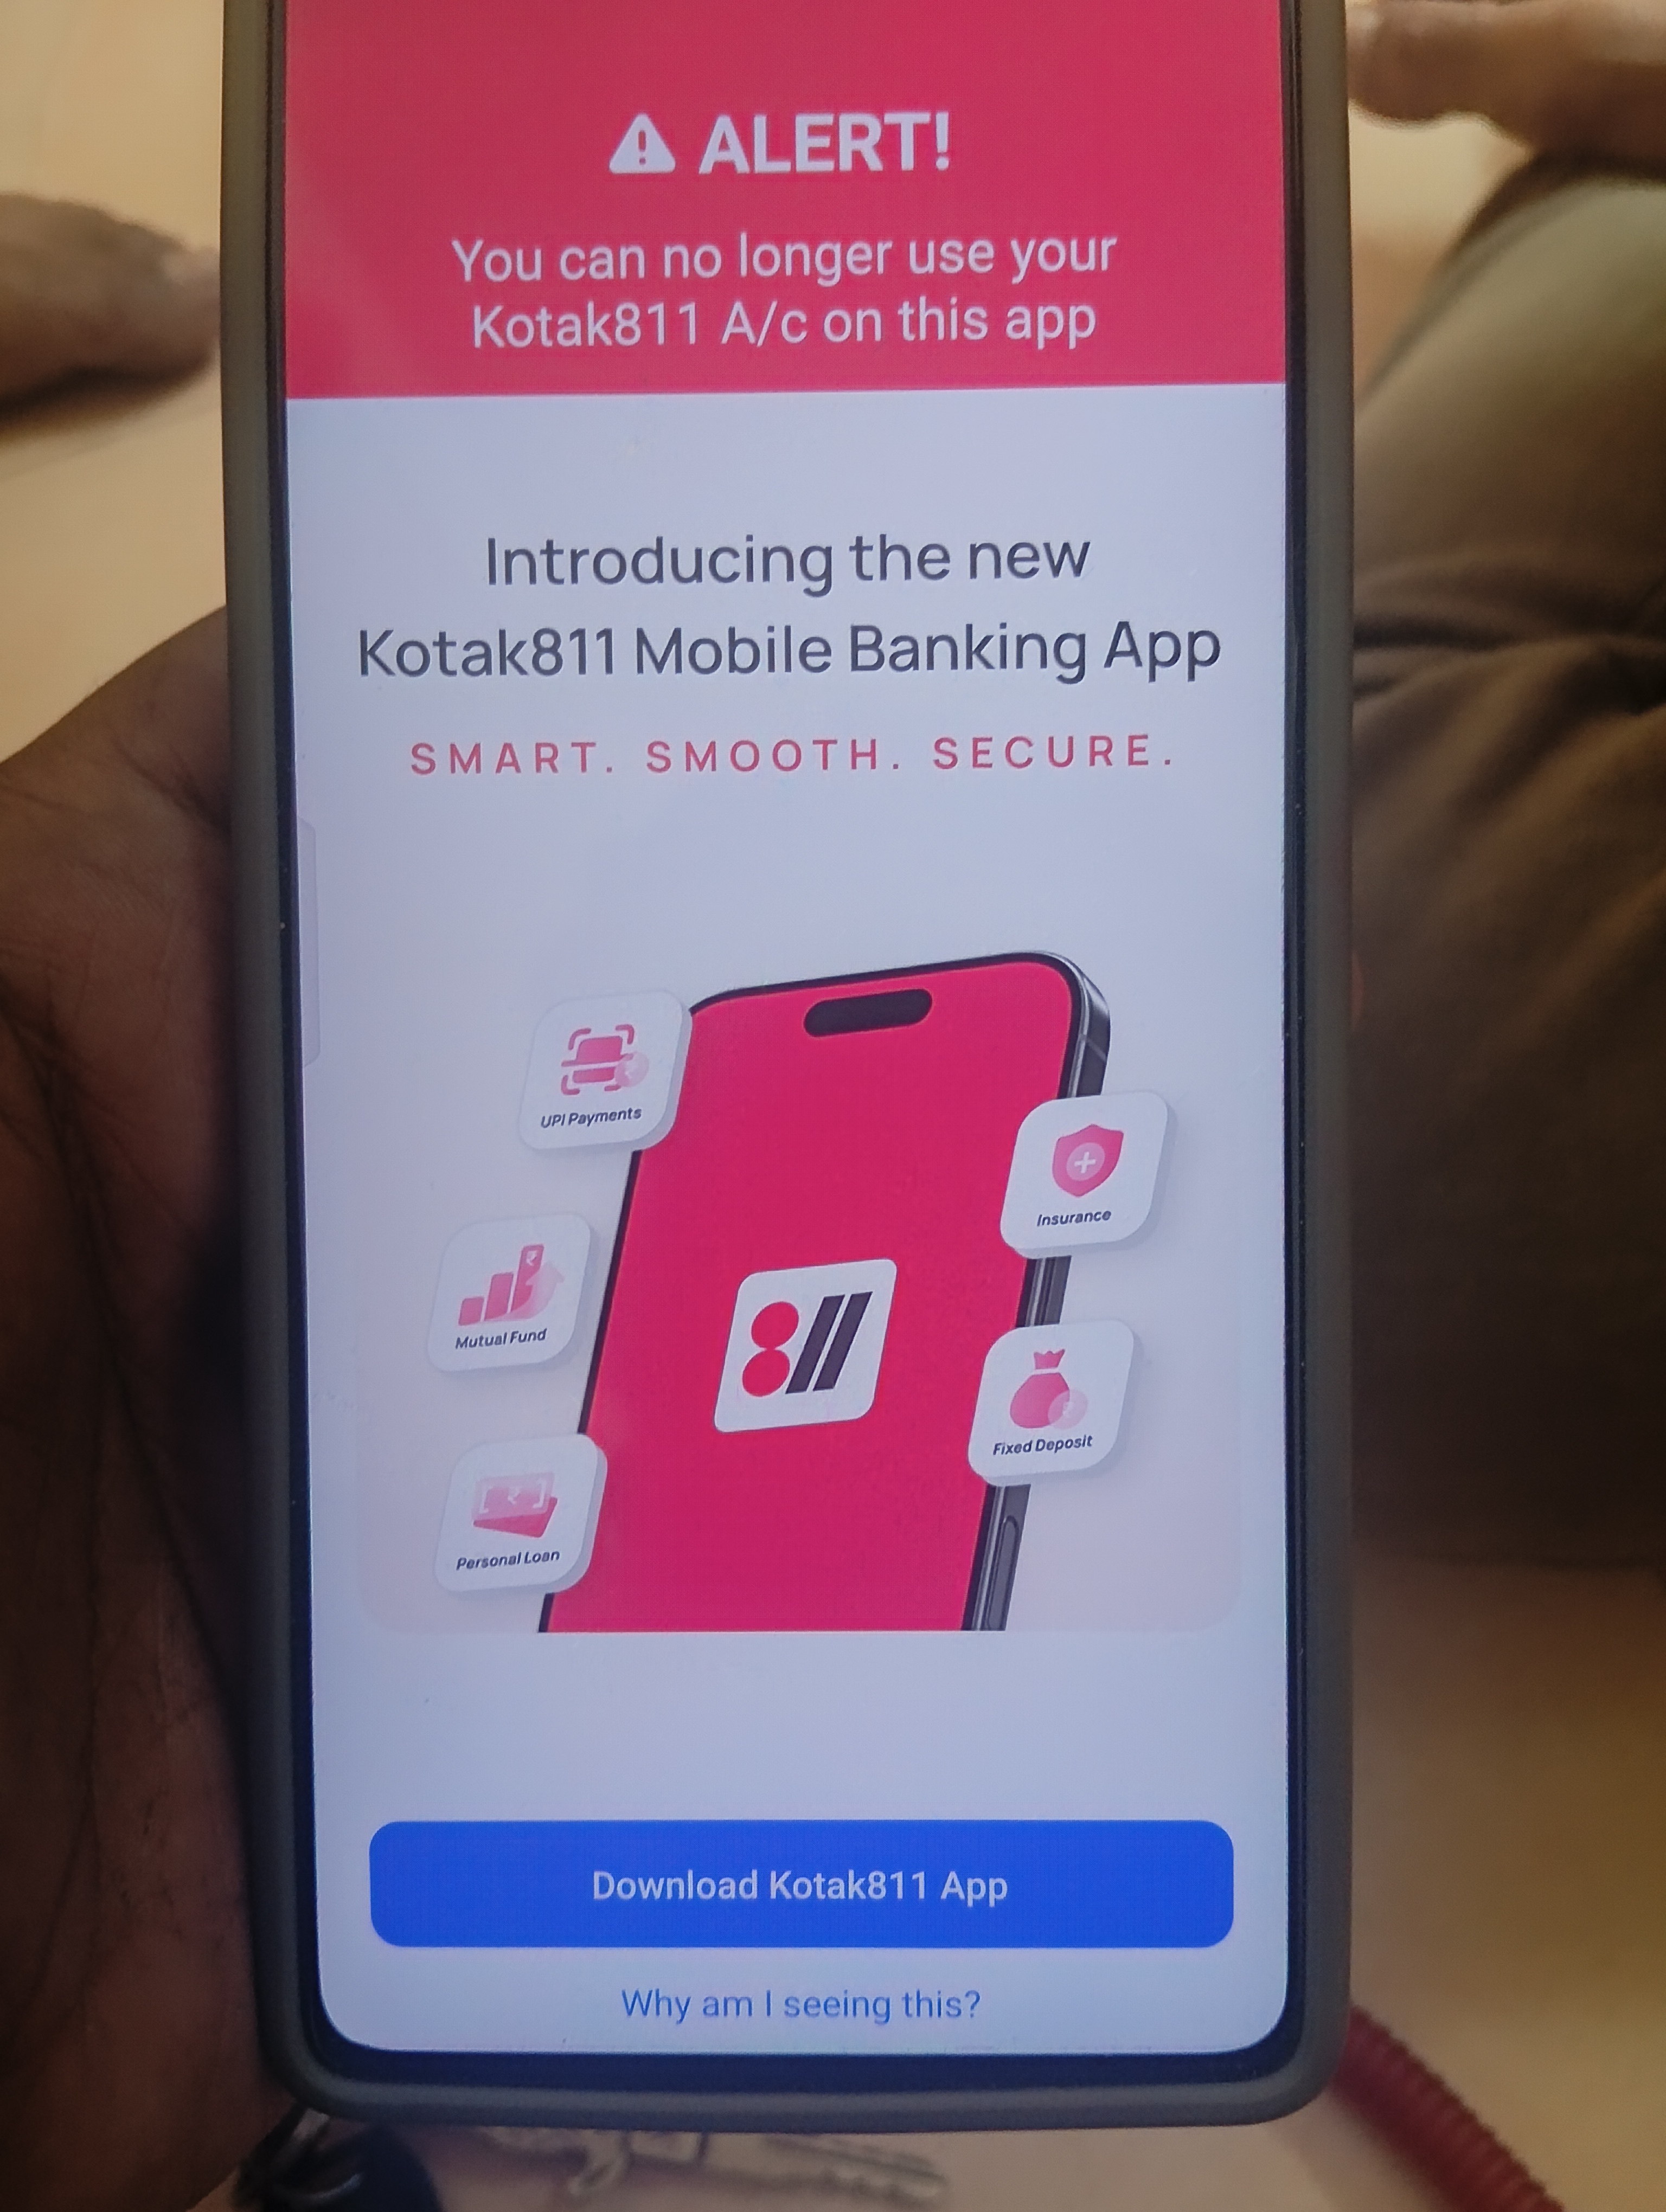 ALERT!
You can no longer use your
Kotak811 A/c on this app
Introducing the new
Kotak811 Mobile Banking App
SMART. SMOOTH. SECURE.
UPI Payments
Insurance
Mutual Fund
811
Fixed Deposit
Personal Loan
Download Kotak811 App
Why am I seeing this?